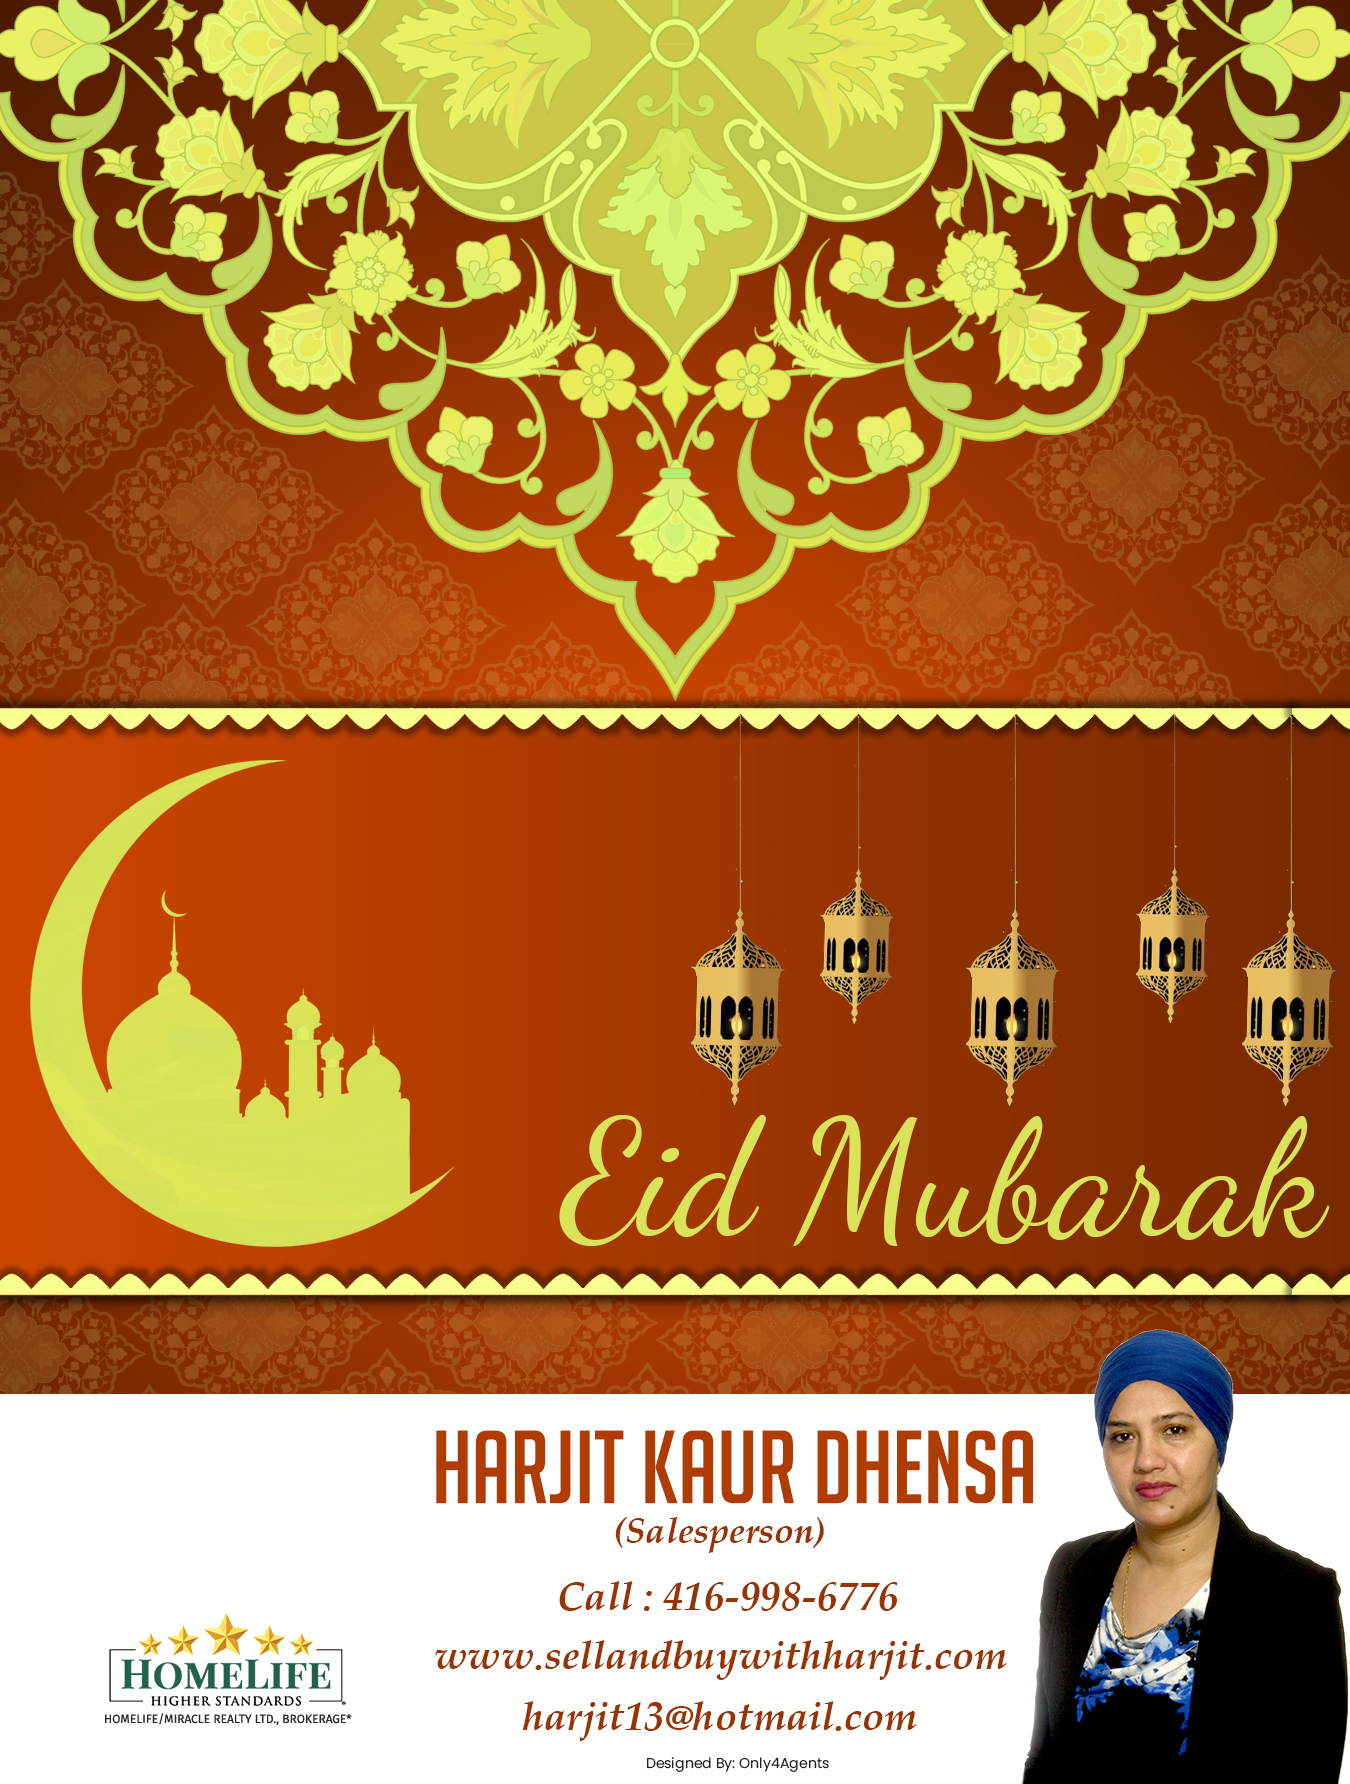 Eid Mubarak
HARJIT KAUR DHENSA
(Salesperson)
Call : 416-998-6776
www.sellandbuywithharjit.com
harjit13@hotmail.com
HOMELIFE
HIGHER STANDARDS
HOMELIFE/MIRACLE REALTY LTD., BROKERAGE*
Designed By: Only4Agents